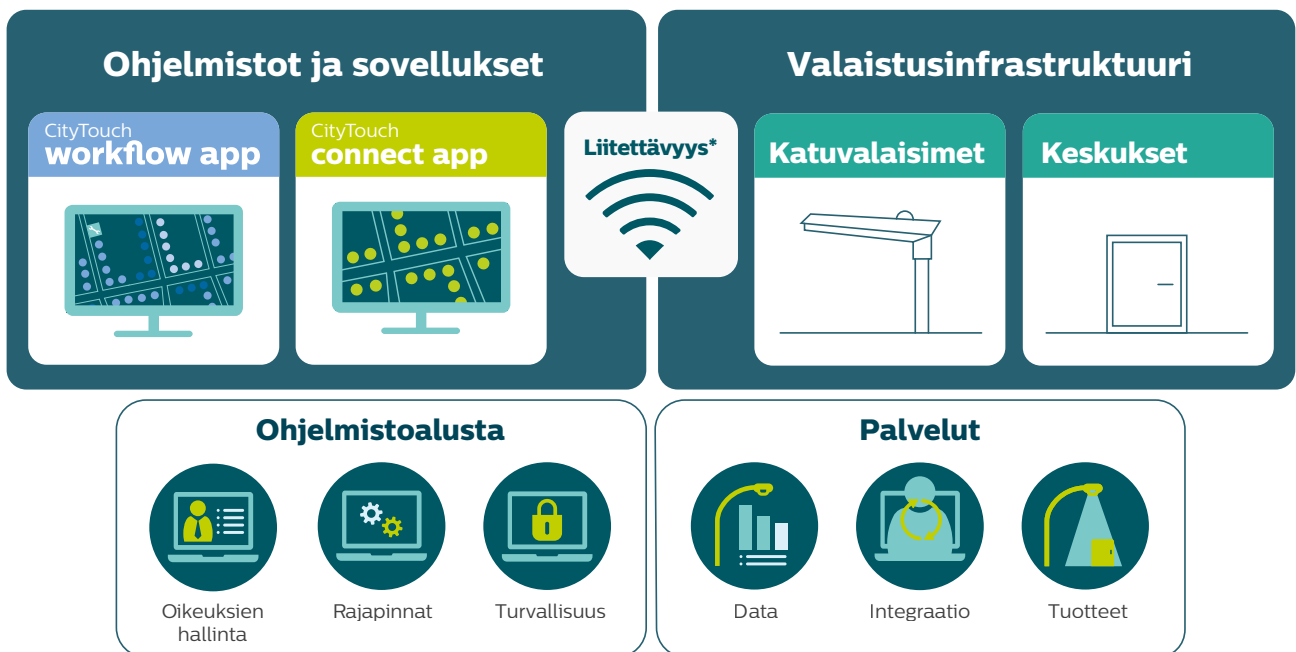 Ohjelmistot ja sovellukset
CityTouch
workflow app
CityTouch
connect app
Liitettävyys*
Valaistusinfrastruktuuri
Katuvalaisimet
Keskukset
Ohjelmistoalusta
Oikeuksien
hallinta
Rajapinnat
Turvallisuus
Palvelut
Data
Integraatio
Tuotteet